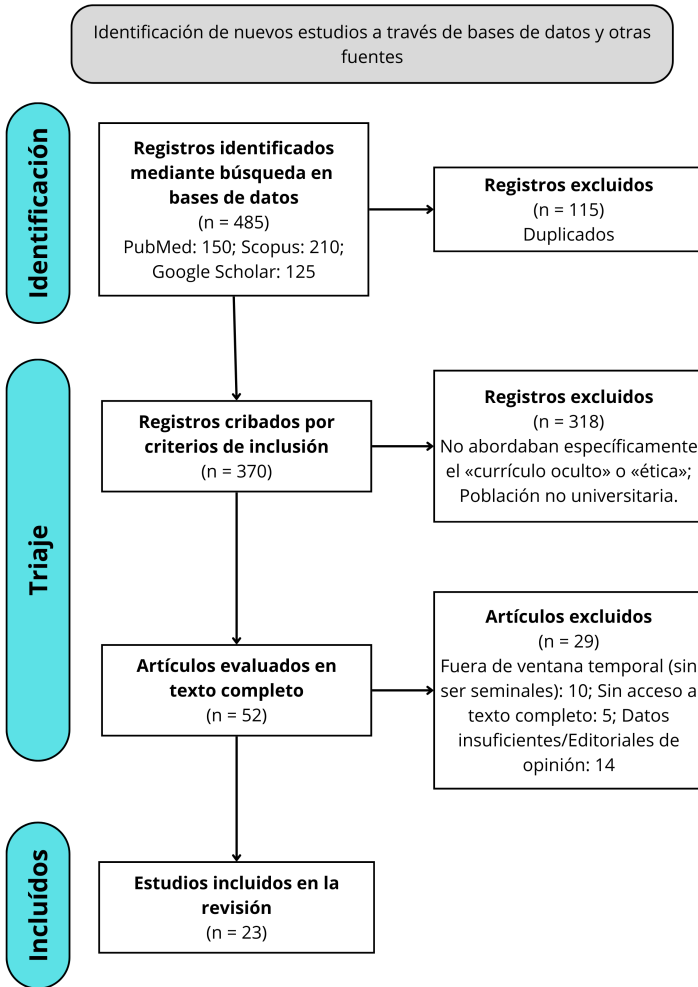 Identificación de nuevos estudios a través de bases de datos y otras
fuentes
Identificación
Registros identificados
mediante búsqueda en
bases de datos
(n = 485)
PubMed: 150; Scopus: 210;
Google Scholar: 125
Registros excluidos
(n = 115)
Duplicados
Triaje
Registros cribados por
criterios de inclusión
(n = 370)
Registros excluidos
(n = 318)
No abordaban específicamente
el «currículo oculto» o «ética»;
Población no universitaria.
Artículos evaluados en
texto completo
(n = 52)
Artículos excluidos
(n = 29)
Fuera de ventana temporal (sin
ser seminales): 10; Sin acceso a
texto completo: 5; Datos
insuficientes/Editoriales de
opinión: 14
Incluídos
Estudios incluidos en la
revisión
(n = 23)